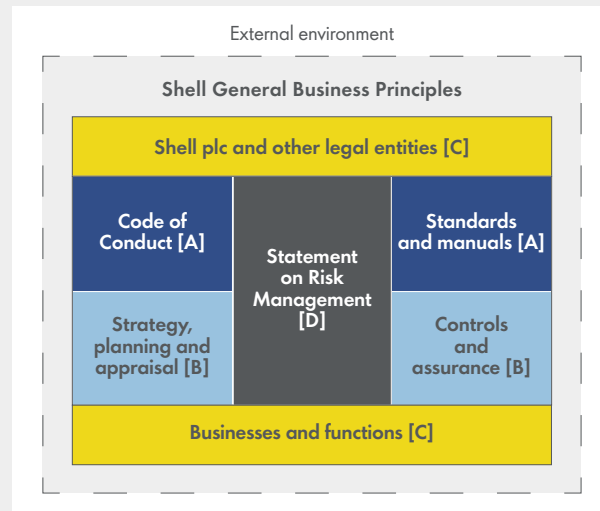 External environment
Shell General Business Principles
Shell plc and other legal entities [C]
Code of
Conduct [A]
Statement
on Risk
Management
[D]
Standards
and manuals [A]
Strategy,
planning and
appraisal [B]
Controls
and
assurance [B]
Businesses and functions [C]